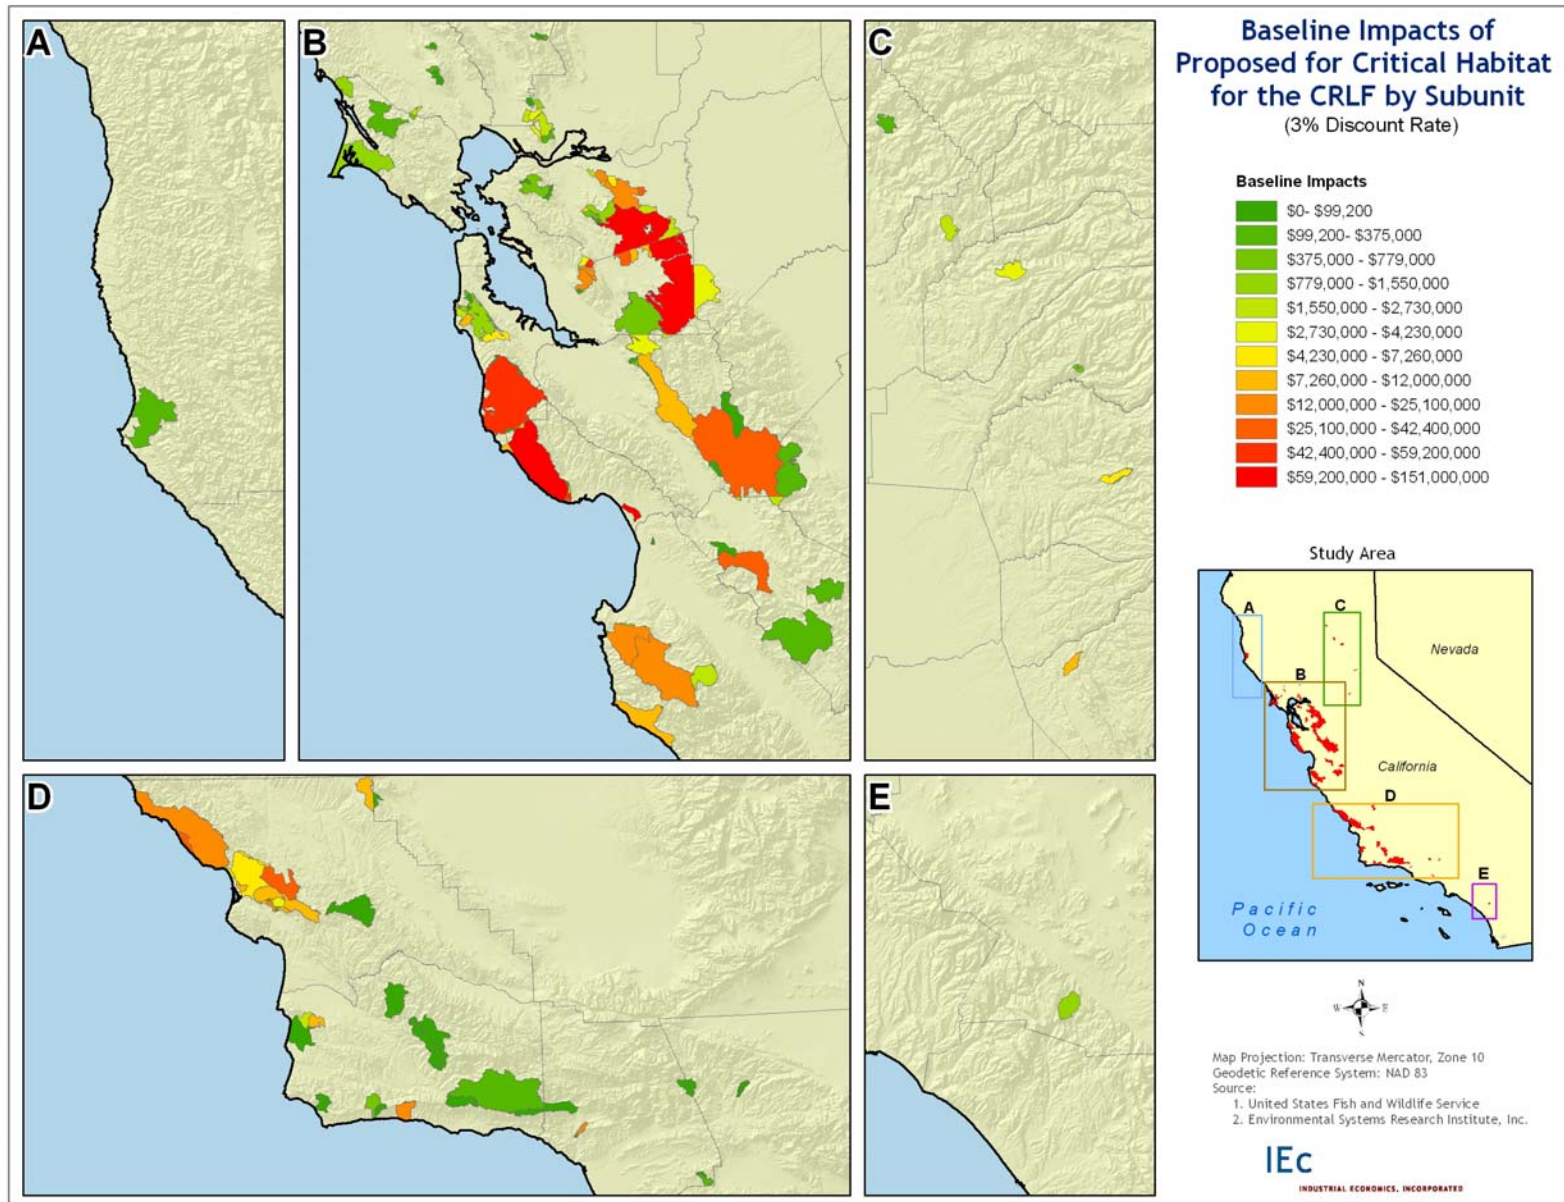 A
B
C
Baseline Impacts of
Proposed for Critical Habitat
for the CRLF by Subunit
(3% Discount Rate)
Baseline Impacts
$0- $99,200
$99,200- $375,000
$375,000 - $779,000
$779,000 - $1,550,000
$1,550,000 - $2,730,000
$2,730,000 - $4,230,000
$4,230,000 - $7,260,000
$7,260,000 - $12,000,000
$12,000,000 - $25,100,000
$25,100,000 - $42,400,000
$42,400,000 - $59,200,000
$59,200,000 - $151,000,000
Study Area
A
C
B
Nevada
California
D
E
Pacific
Ocean
D
E
N
W
E
S
Map Projection: Transverse Mercator, Zone 10
Geodetic Reference System: NAD 83
Source:
1. United States Fish and Wildlife Service
2. Environmental Systems Research Institute, Inc.
IEc
INDUSTRIAL ECONOMICS, INCORPORATED